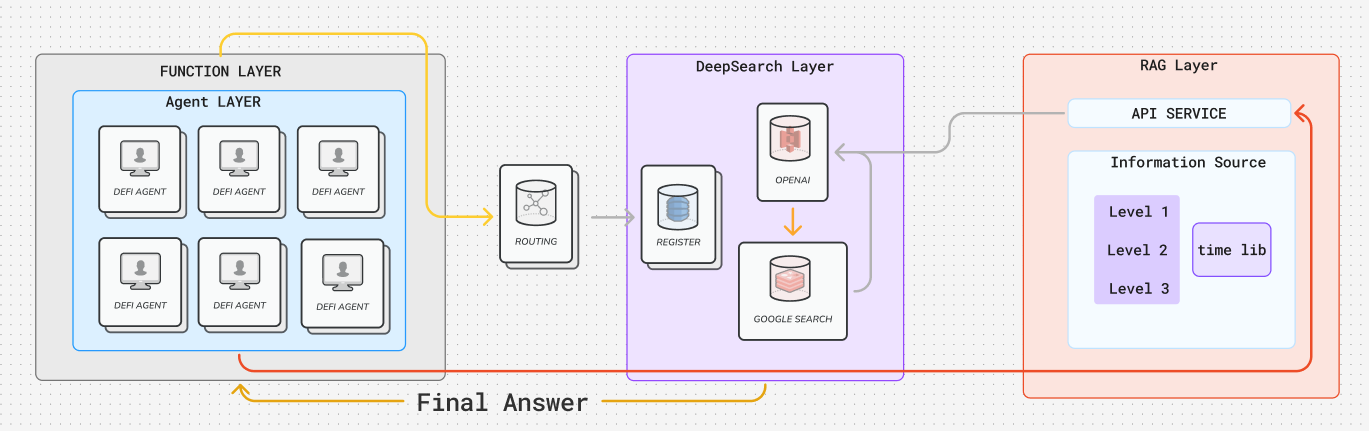 FUNCTION LAYER
Agent LAYER
DEFI AGENT
DEFI AGENT
DEFI AGENT
DEFI AGENT
DEFI AGENT
DEFI AGENT
ROUTING
DeepSearch Layer
OPENAI
REGISTER
GOOGLE SEARCH
RAG Layer
API SERVICE
Information Source
Level 1
Level 2
Level 3
time lib
Final Answer